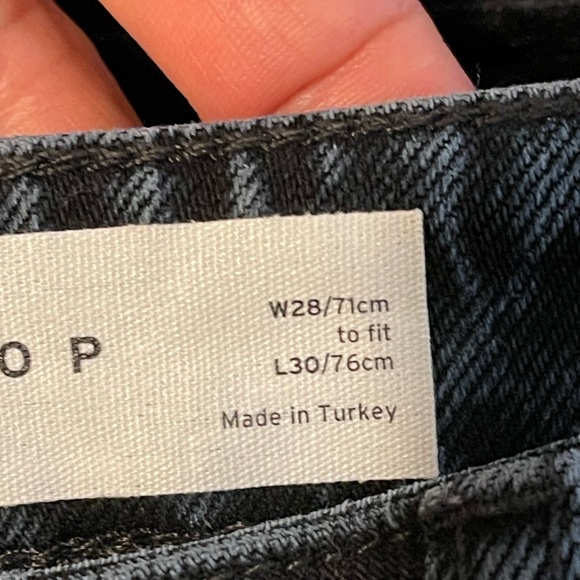 O P
W28/71cm
to fit
L30/76cm
Made in Turkey